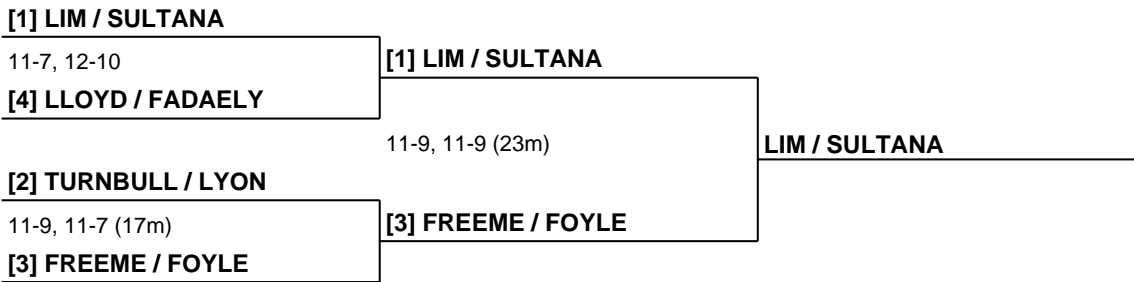 [1] LIM / SULTANA
11-7, 12-10
[1] LIM / SULTANA
[4] LLOYD / FADAELY
11-9, 11-9 (23m)
LIM / SULTANA
[2] TURNBULL / LYON
11-9, 11-7 (17m)
[3] FREEME / FOYLE
[3] FREEME / FOYLE